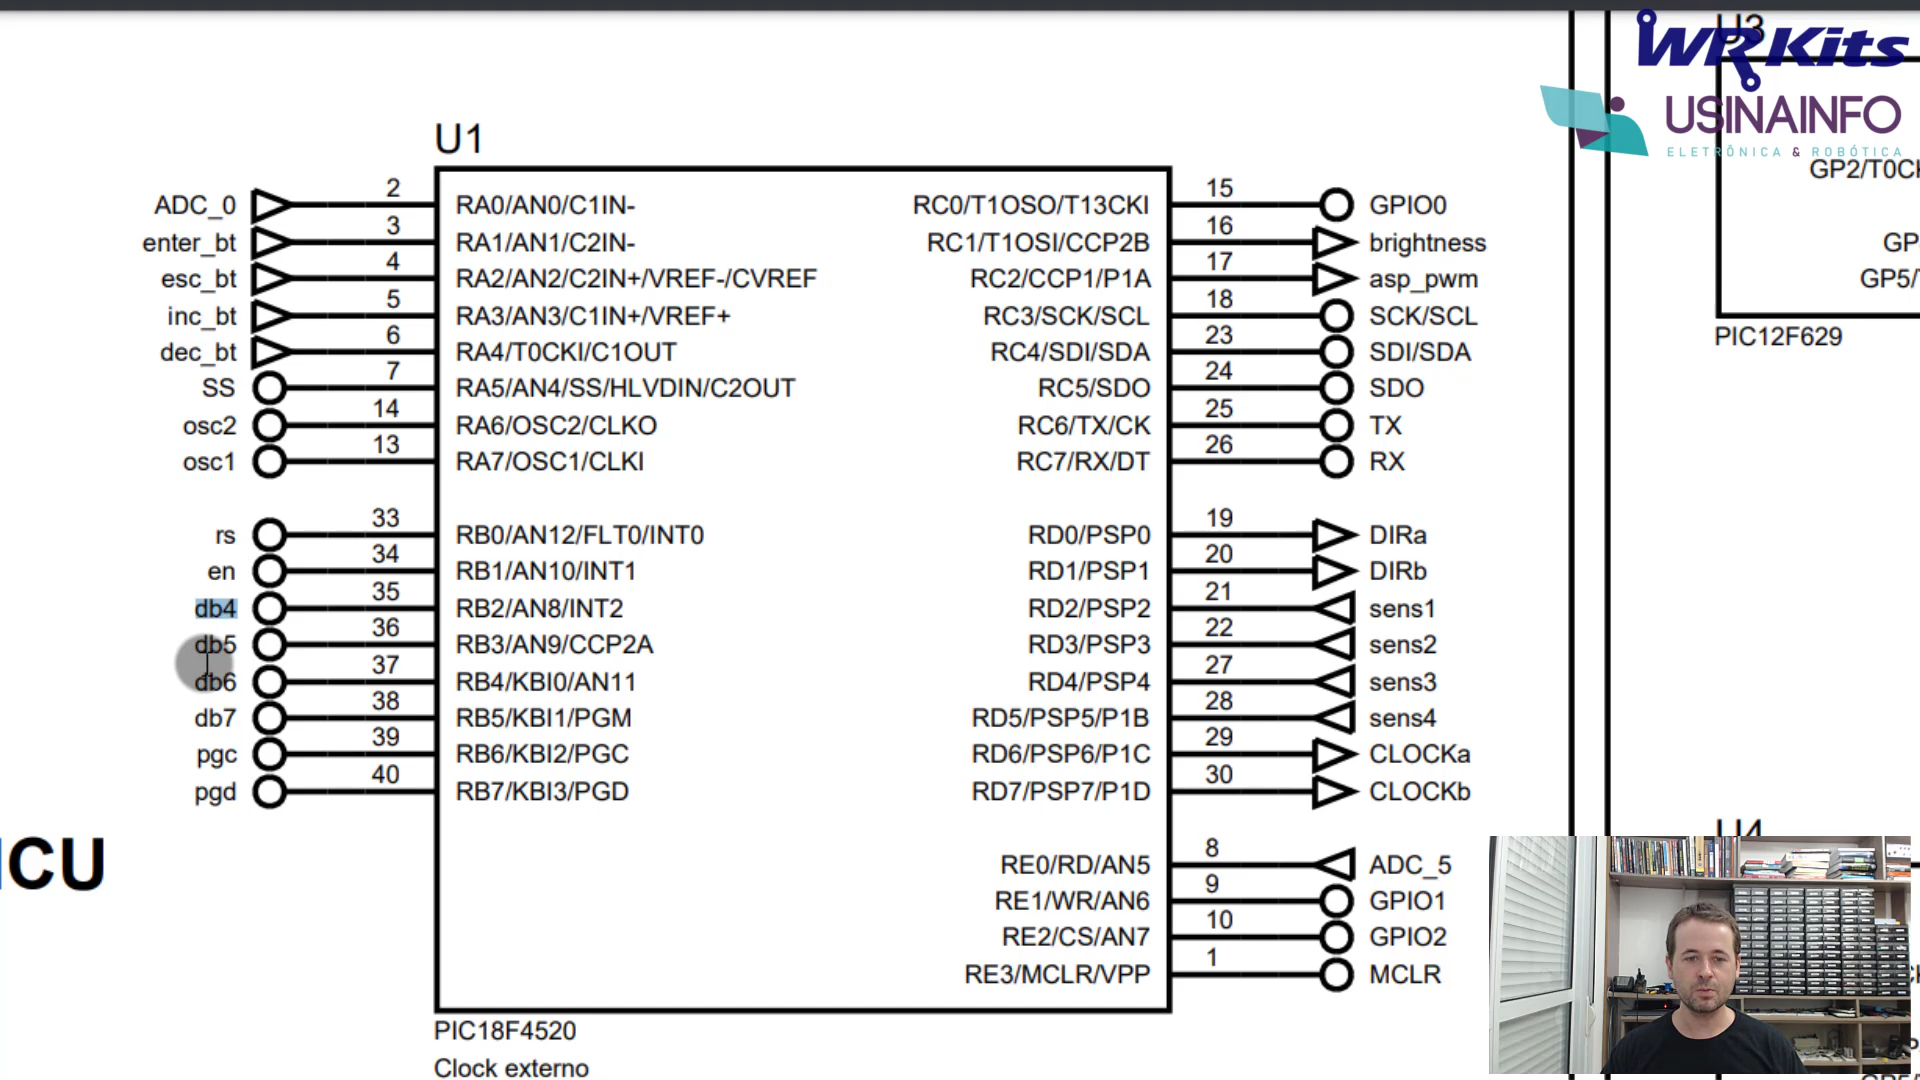 U3
WRKits
USINAINFO
ELETRÔNICA & ROBÓTICA
GP2/T0CK
GP
GP5/
PIC12F629
U1
ADC_0 2 RA0/AN0/C1IN- RC0/T1OSO/T13CKI 15 GPIO0
enter_bt 3 RA1/AN1/C2IN- RC1/T1OSI/CCP2B 16 brightness
esc_bt 4 RA2/AN2/C2IN+/VREF-/CVREF RC2/CCP1/P1A 17 asp_pwm
inc_bt 5 RA3/AN3/C1IN+/VREF+ RC3/SCK/SCL 18 SCK/SCL
dec_bt 6 RA4/T0CKI/C1OUT RC4/SDI/SDA 23 SDI/SDA
SS 7 RA5/AN4/SS/HLVDIN/C2OUT RC5/SDO 24 SDO
osc2 14 RA6/OSC2/CLKO RC6/TX/CK 25 TX
osc1 13 RA7/OSC1/CLKI RC7/RX/DT 26 RX
rs 33 RB0/AN12/FLT0/INT0 RD0/PSP0 19 DIRa
en 34 RB1/AN10/INT1 RD1/PSP1 20 DIRb
db4 35 RB2/AN8/INT2 RD2/PSP2 21 sens1
db5 36 RB3/AN9/CCP2A RD3/PSP3 22 sens2
db6 37 RB4/KBI0/AN11 RD4/PSP4 27 sens3
db7 38 RB5/KBI1/PGM RD5/PSP5/P1B 28 sens4
pgc 39 RB6/KBI2/PGC RD6/PSP6/P1C 29 CLOCKa
pgd 40 RB7/KBI3/PGD RD7/PSP7/P1D 30 CLOCKb
RE0/RD/AN5 8 ADC_5
RE1/WR/AN6 9 GPIO1
RE2/CS/AN7 10 GPIO2
RE3/MCLR/VPP 1 MCLR
PIC18F4520
Clock externo
CU
U4